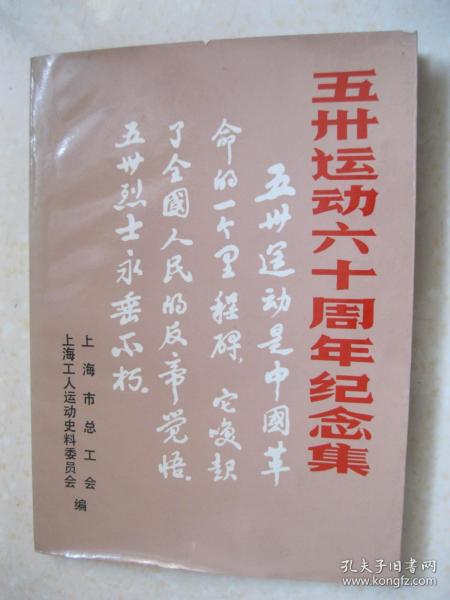 五卅运动六十周年纪念集
五卅运动是中國革
命的一个里程碑，它唤起
了全國人民的反帝觉悟。
五卅烈士永垂不朽。
上海市总工会
上海工人运动史料委员会
编
孔夫子旧书网
www.kongfz.com